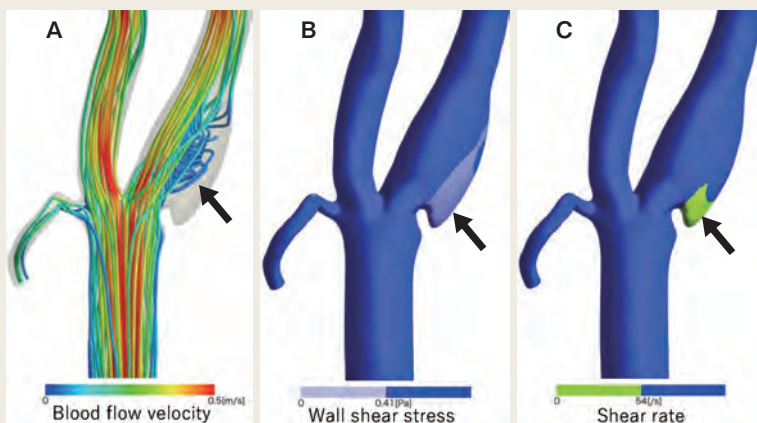 A
B
C
0
0.5[m/s]
Blood flow velocity
0
0.41[Pa]
Wall shear stress
0
54[/s]
Shear rate